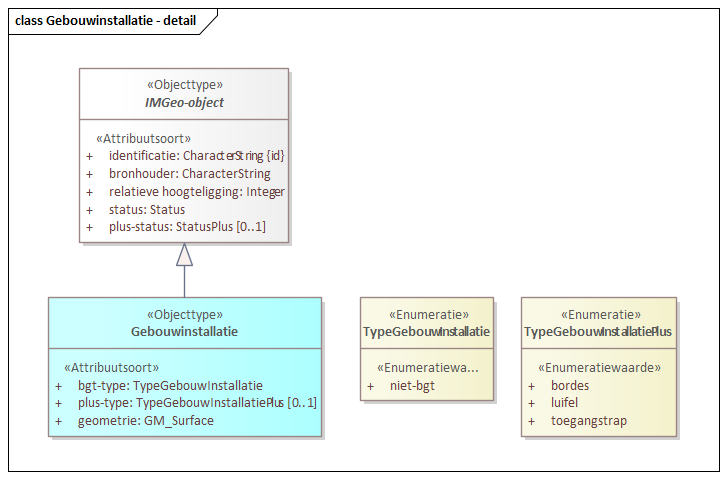 class Gebouwinstallatie - detail
«Objecttype»
IMGeo-object
«Attribuutsoort»
+ identificatie: CharacterString {id}
+ bronhouder: CharacterString
+ relatieve hoogteligging: Integer
+ status: Status
+ plus-status: StatusPlus [0..1]
«Objecttype»
Gebouwinstallatie
«Attribuutsoort»
+ bgt-type: TypeGebouwInstallatie
+ plus-type: TypeGebouwInstallatiePlus [0..1]
+ geometrie: GM_Surface
«Enumeratie»
TypeGebouwInstallatie
«Enumeratiewa...
+ niet-bgt
«Enumeratie»
TypeGebouwInstallatiePlus
«Enumeratiewaarde»
+ bordes
+ luifel
+ toegangstrap